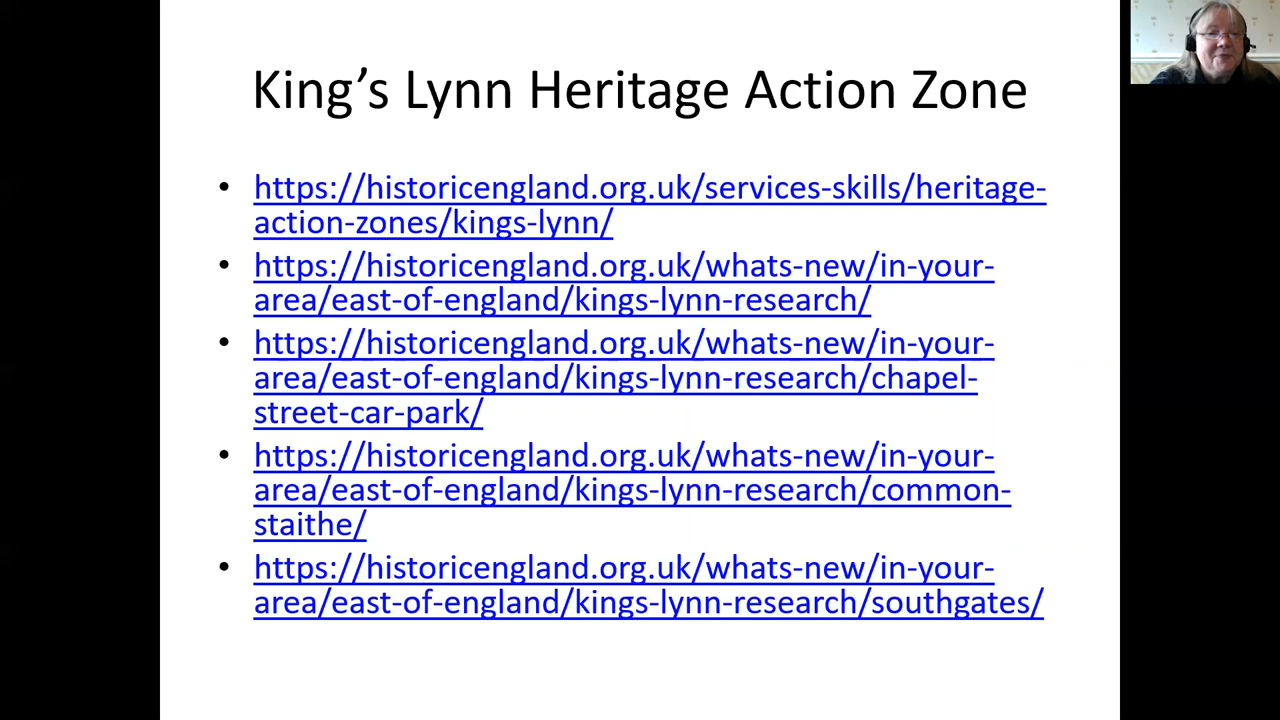 King’s Lynn Heritage Action Zone
• https://historicengland.org.uk/services-skills/heritage-
action-zones/kings-lynn/
• https://historicengland.org.uk/whats-new/in-your-
area/east-of-england/kings-lynn-research/
• https://historicengland.org.uk/whats-new/in-your-
area/east-of-england/kings-lynn-research/chapel-
street-car-park/
• https://historicengland.org.uk/whats-new/in-your-
area/east-of-england/kings-lynn-research/common-
staithe/
• https://historicengland.org.uk/whats-new/in-your-
area/east-of-england/kings-lynn-research/southgates/